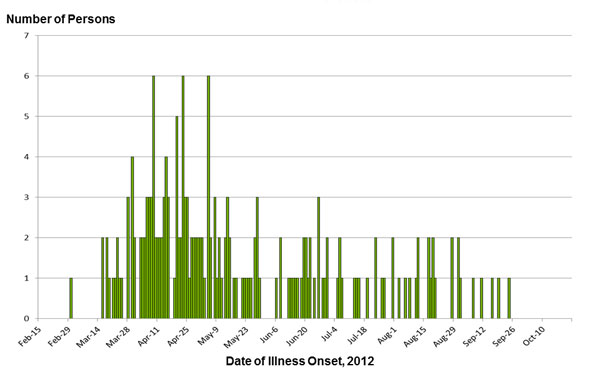 Number of Persons
7
6
5
4
3
2
1
0
Feb-15
Feb-29
Mar-14
Mar-28
Apr-11
Apr-25
May-9
May-23
Jun-6
Jun-20
Jul-4
Jul-18
Aug-1
Aug-15
Aug-29
Sep-12
Sep-26
Oct-10
Date of Illness Onset, 2012